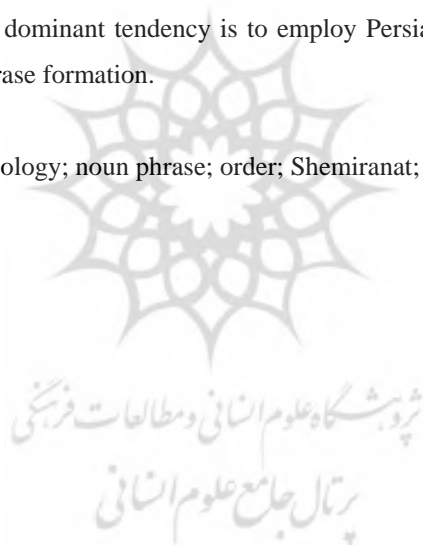 dominant tendency is to employ Persia
rase formation.
ology; noun phrase; order; Shemiranat;
پژوهشگاه علوم انسانی و مطالعات فرهنگی
پرتال جامع علوم انسانی